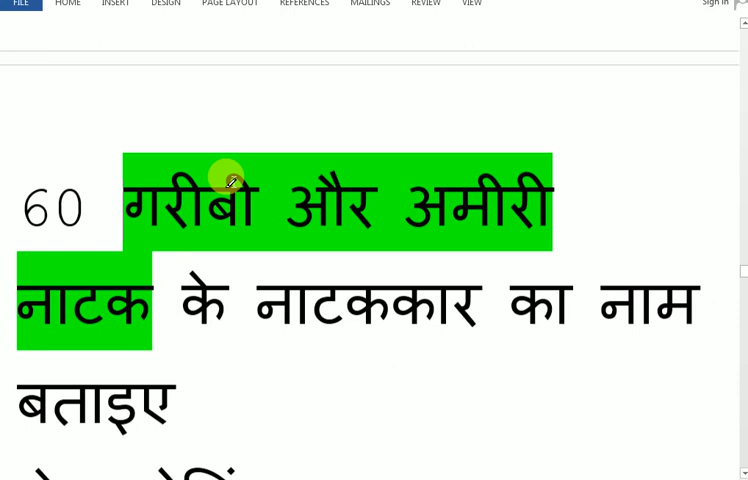 FILE HOME INSERT DESIGN PAGE LAYOUT REFERENCES MAILINGS REVIEW VIEW Sign in
60 गरीबी और अमीरी
नाटक के नाटककार का नाम
बताइए